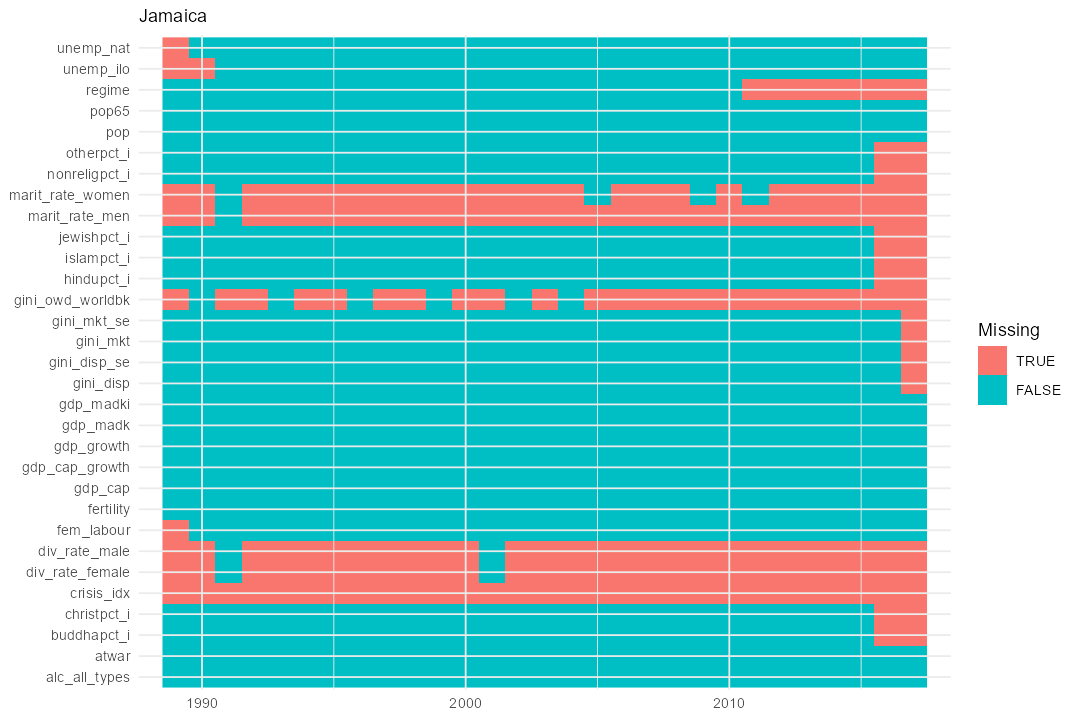 Jamaica
unemp_nat
unemp_ilo
regime
pop65
pop
otherpct_i
nonreligpct_i
marit_rate_women
marit_rate_men
jewishpct_i
islampct_i
hindupct_i
gini_owd_worldbk
gini_mkt_se
gini_mkt
gini_disp_se
gini_disp
gdp_madki
gdp_madk
gdp_growth
gdp_cap_growth
gdp_cap
fertility
fem_labour
div_rate_male
div_rate_female
crisis_idx
christpct_i
buddhapct_i
atwar
alc_all_types
1990 2000 2010
Missing
TRUE
FALSE